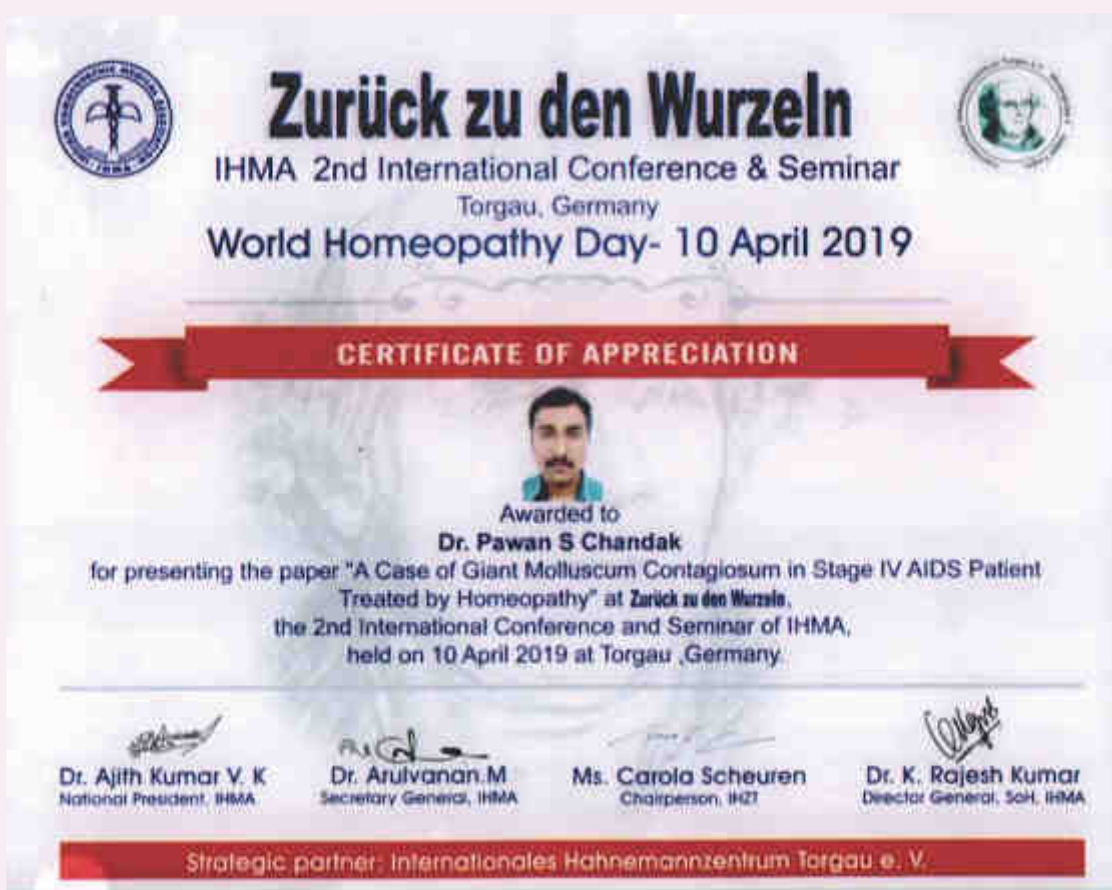 Zurück zu den Wurzeln
IHMA 2nd International Conference & Seminar
Torgau, Germany
World Homeopathy Day- 10 April 2019
CERTIFICATE OF APPRECIATION
Awarded to
Dr. Pawan S Chandak
for presenting the paper "A Case of Giant Molluscum Contagiosum in Stage IV AIDS Patient
Treated by Homeopathy" at Zurück zu den Wurzeln,
the 2nd International Conference and Seminar of IHMA,
held on 10 April 2019 at Torgau ,Germany
Dr. Ajith Kumar V. K
National President, IHMA
Dr. Arulvanan.M
Secretary General, IHMA
Ms. Carola Scheuren
Chairperson, IHZT
Dr. K. Rajesh Kumar
Director General, SoH, IHMA
Strategic partner: Internationales Hahnemannzentrum Torgau e. V.